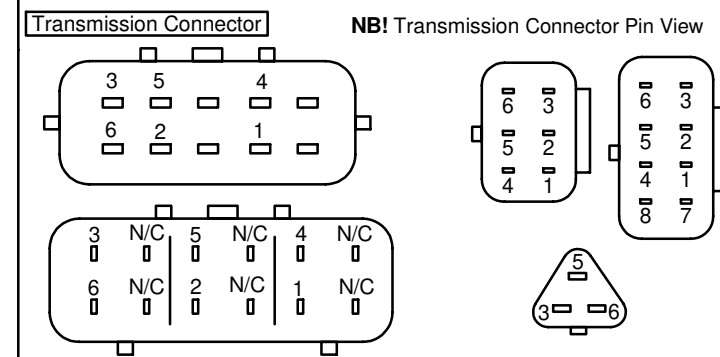 Transmission Connector
NB! Transmission Connector Pin View
3 5 4
6 2 1
3 N/C 5 N/C 4 N/C
6 N/C 2 N/C 1 N/C
6 3
5 2
4 1
6 3
5 2
4 1
8 7
5
3 6